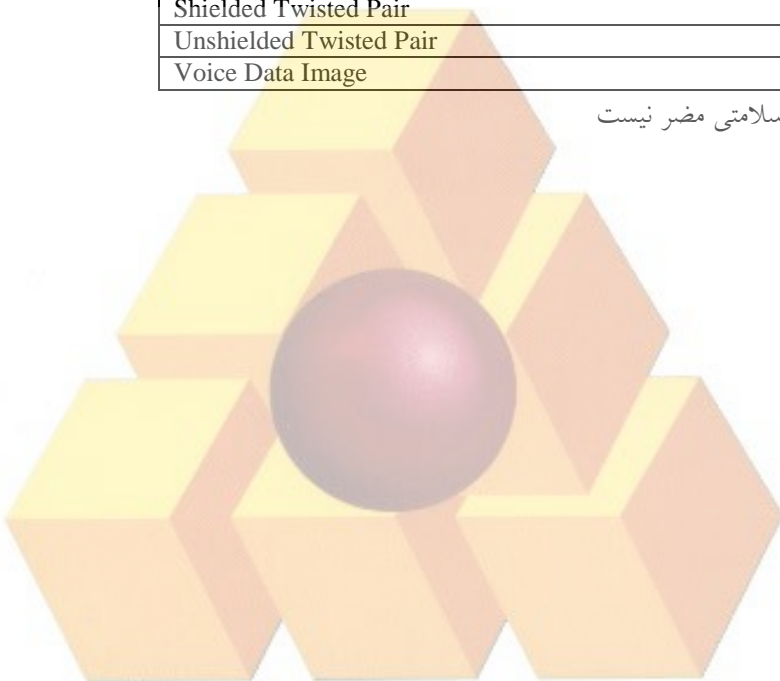 Shielded Twisted Pair
Unshielded Twisted Pair
Voice Data Image
سلامتی مضر نیست